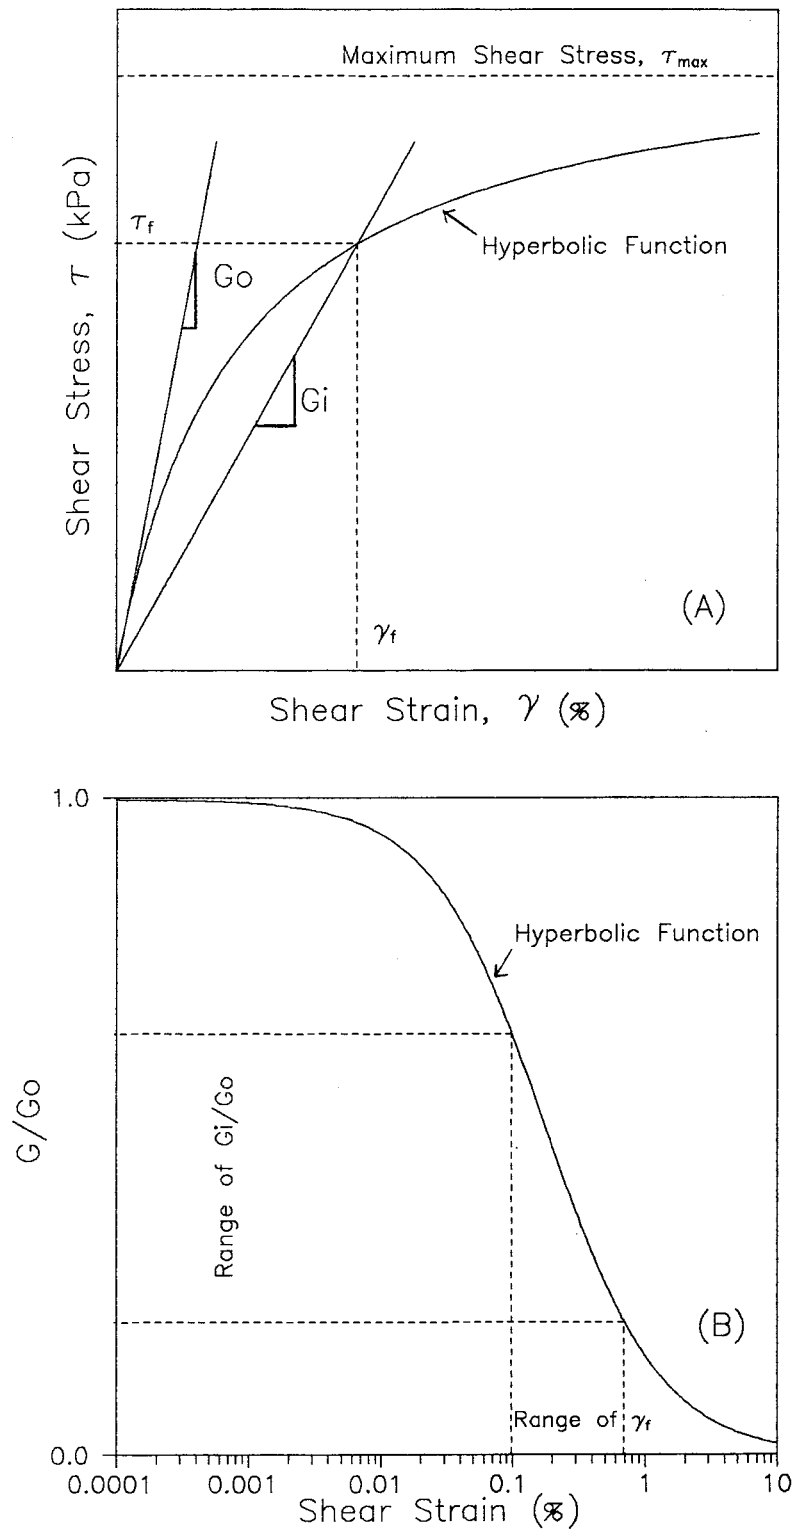 Maximum Shear Stress, τmax
τf
Go
Hyperbolic Function
Gi
Shear Stress, τ (kPa)
(A)
γf
Shear Strain, γ (%)
1.0
Hyperbolic Function
G/Go
Range of Gi/Go
(B)
Range of γf
0.0
0.0001 0.001 0.01 0.1 1 10
Shear Strain (%)